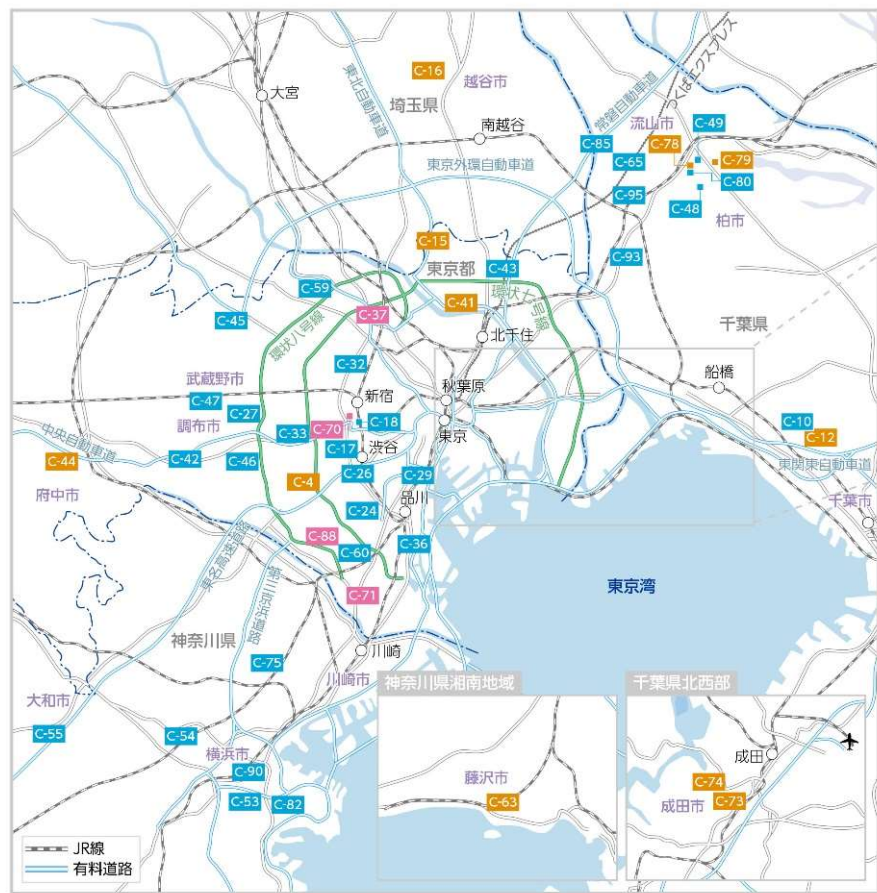 C-16
越谷市
つくばエクスプレス
大宮
東北自動車道
埼玉県
常磐自動車道
流山市
C-49
南越谷
C-85
C-78
C-65
C-79
東京外環自動車道
C-80
C-95
C-48
柏市
C-15
東京都
C-43
C-93
C-59
C-41
環状七号線
C-45
C-37
千葉県
環状八号線
北千住
C-32
武蔵野市
新宿
秋葉原
船橋
C-47
C-27
調布市
C-70
C-18
東京
C-10
C-33
C-17
C-12
中央自動車道
C-44
C-42
C-46
渋谷
C-26
C-29
東関東自動車道
C-4
府中市
品川
千葉市
C-24
C-88
C-60
C-36
東名高速道路
第三京浜道路
C-71
東京湾
神奈川県
川崎
C-75
川崎市
神奈川県湘南地域
千葉県北西部
大和市
C-55
C-54
横浜市
成田
C-90
藤沢市
C-74
C-53
C-82
C-63
成田市
C-73
JR線
有料道路